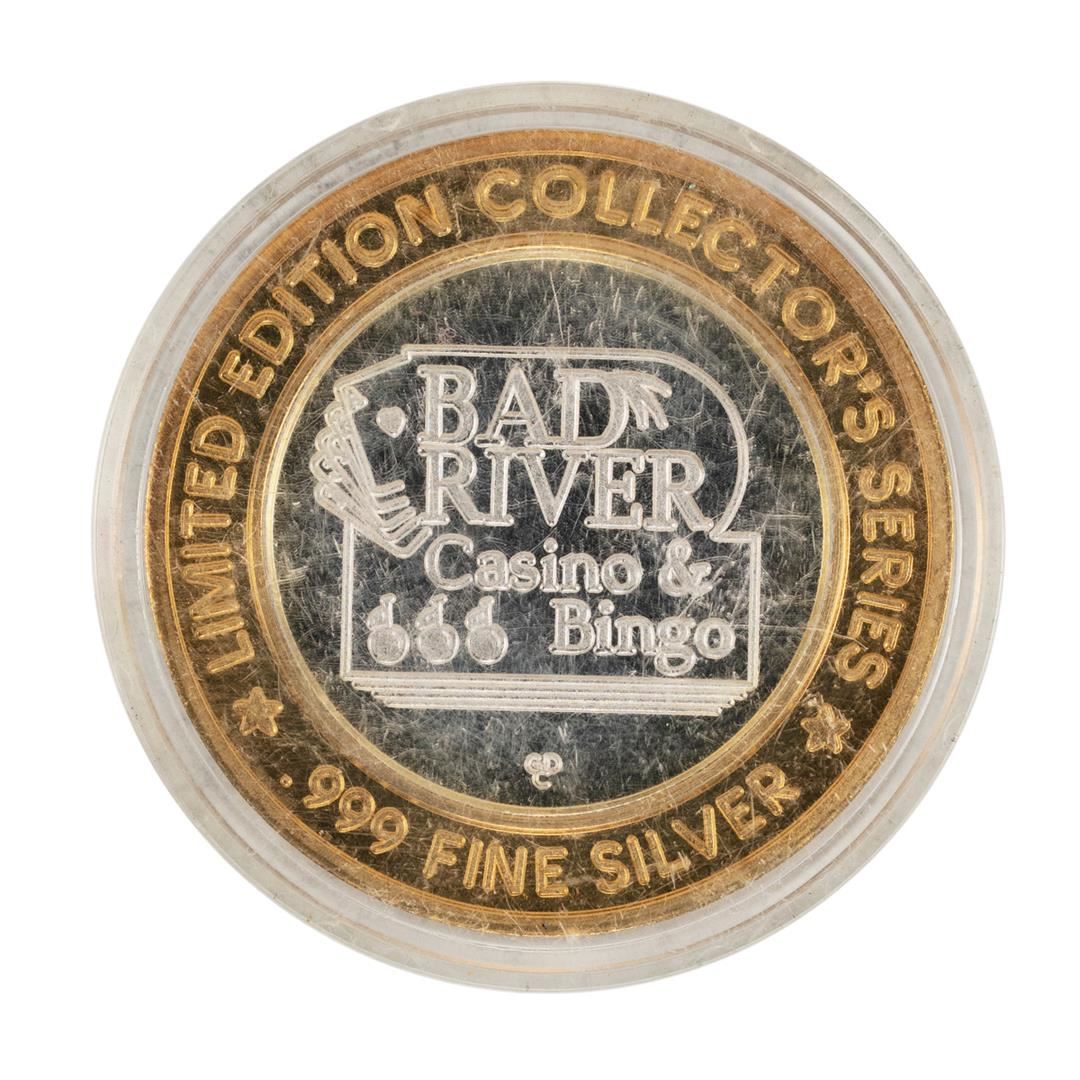 LIMITED EDITION COLLECTOR'S SERIES
BAD
RIVER
Casino &
Bingo
.999 FINE SILVER